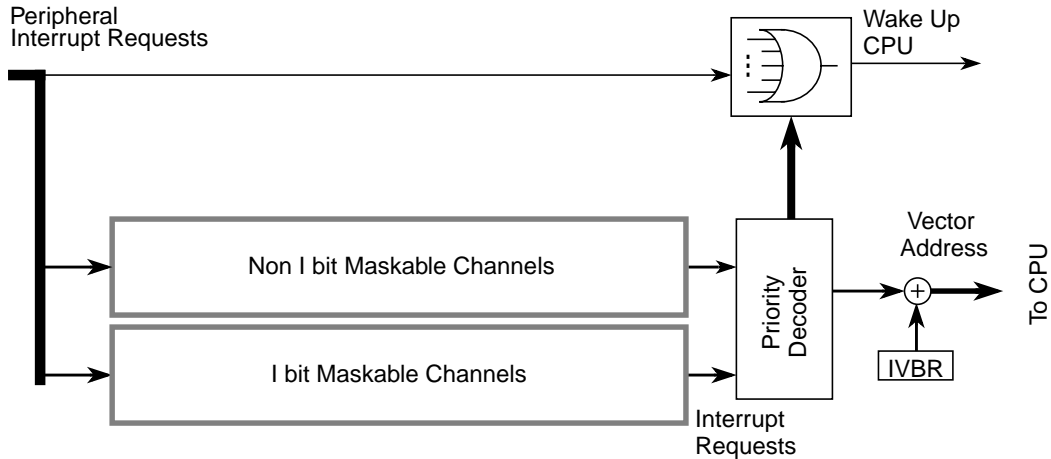 Peripheral
Interrupt Requests
Wake Up
CPU
Non I bit Maskable Channels
I bit Maskable Channels
Priority
Decoder
Interrupt
Requests
Vector
Address
+
IVBR
To CPU